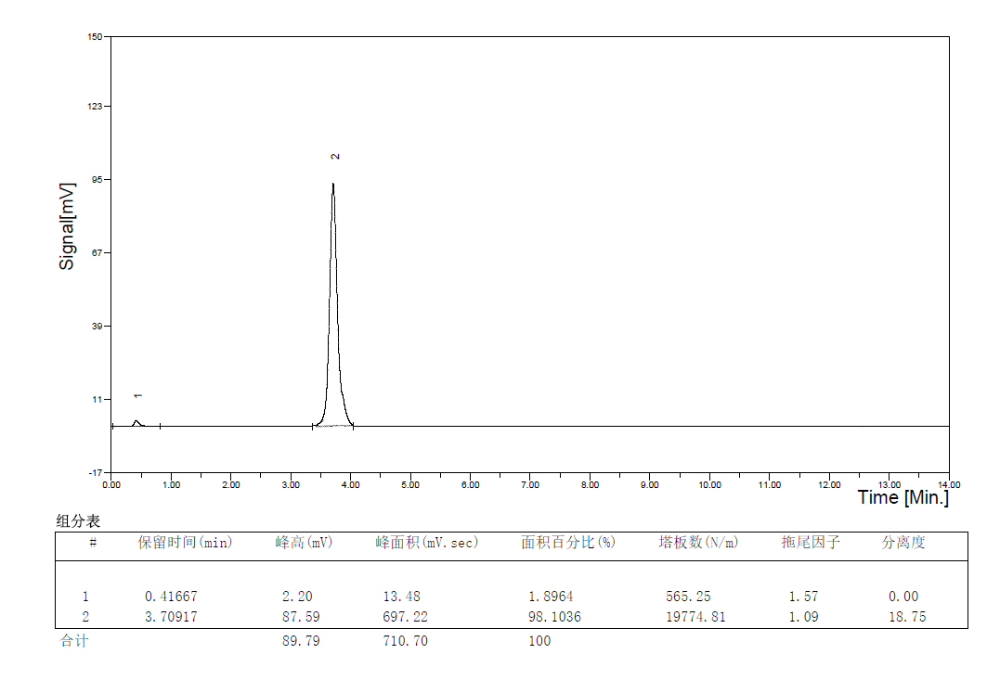 150
123
95
67
39
11
-17
Signal[mV]
1
2
0.00 1.00 2.00 3.00 4.00 5.00 6.00 7.00 8.00 9.00 10.00 11.00 12.00 13.00 14.00
Time [Min.]
组分表
# 保留时间(min) 峰高(mV) 峰面积(mV.sec) 面积百分比(%) 塔板数(N/m) 拖尾因子 分离度
1 0.41667 2.20 13.48 1.8964 565.25 1.57 0.00
2 3.70917 87.59 697.22 98.1036 19774.81 1.09 18.75
合计 89.79 710.70 100